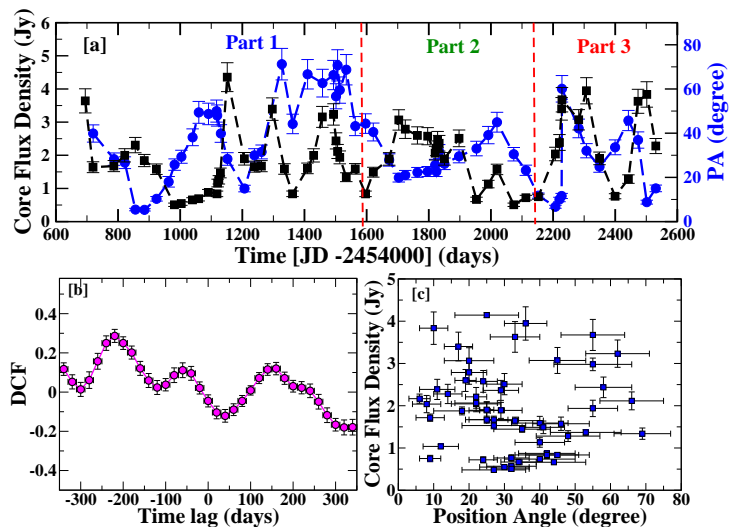 [a]
Part 1
Part 2
Part 3
Core Flux Density (Jy)
0
1
2
3
4
5
6
PA (degree)
0
20
40
60
80
600 800 1000 1200 1400 1600 1800 2000 2200 2400 2600
Time [JD -2454000] (days)
[b]
DCF
0.4
0.2
0
-0.2
-0.4
-300 -200 -100 0 100 200 300
Time lag (days)
[c]
Core Flux Density (Jy)
5
4
3
2
1
0
0 10 20 30 40 50 60 70 80
Position Angle (degree)